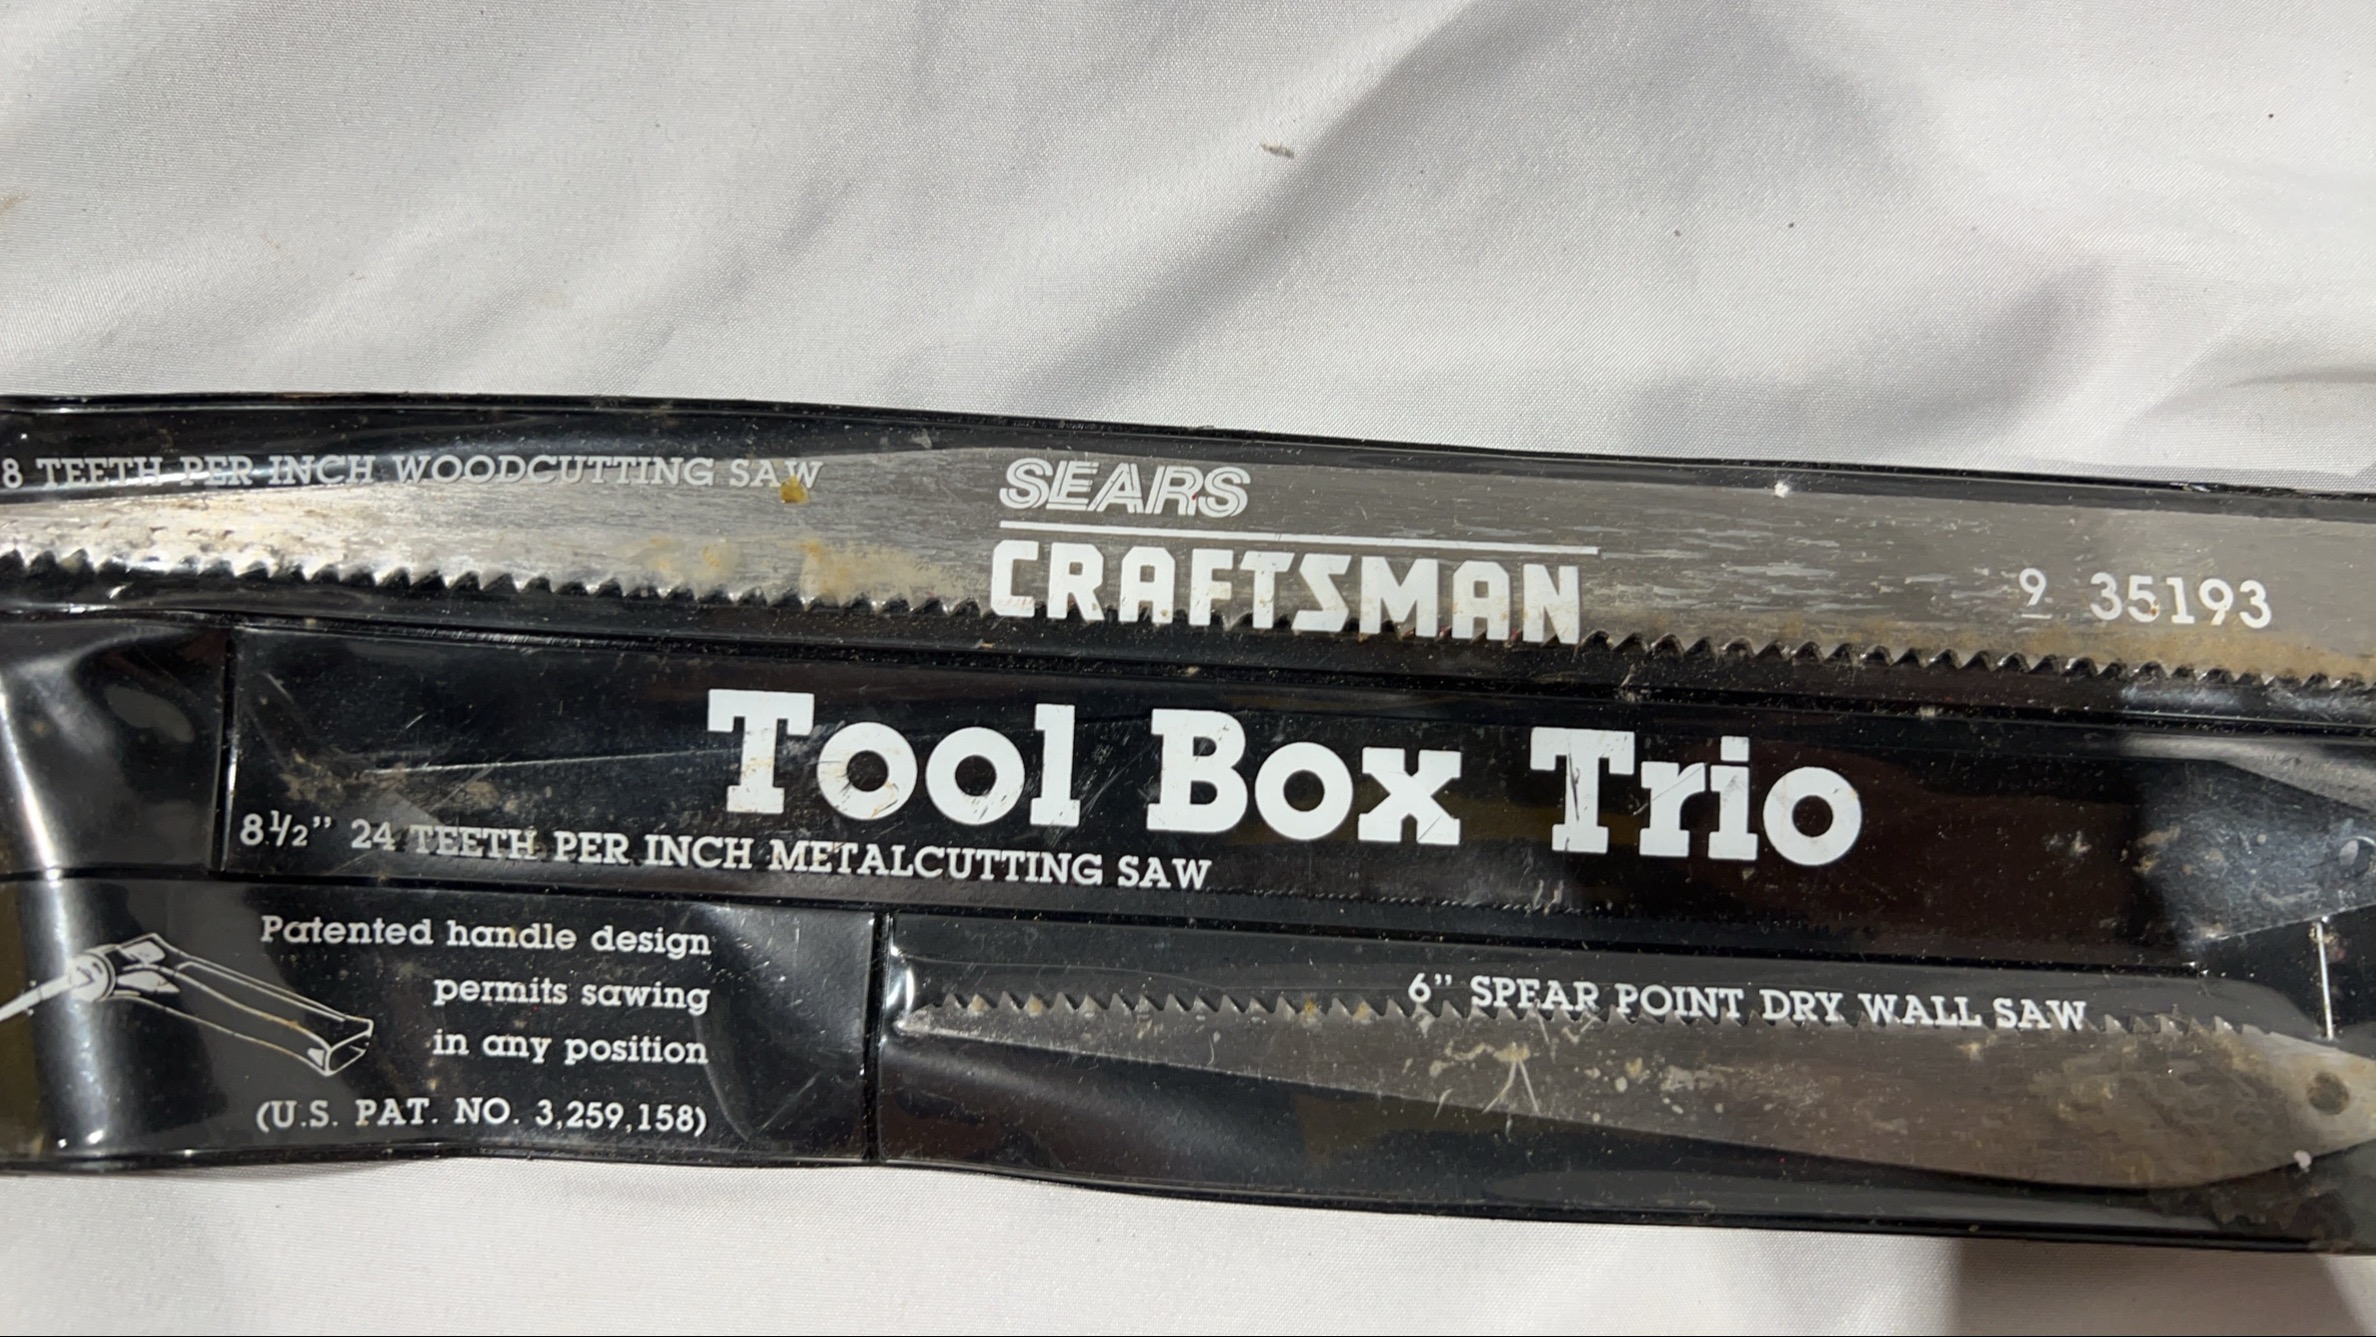 8 TEETH PER INCH WOODCUTTING SAW
SEARS
CRAFTSMAN
9 35193
Tool Box Trio
8½" 24 TEETH PER INCH METALCUTTING SAW
Patented handle design
permits sawing
in any position
(U.S. PAT. NO. 3,259,158)
6" SPEAR POINT DRY WALL SAW